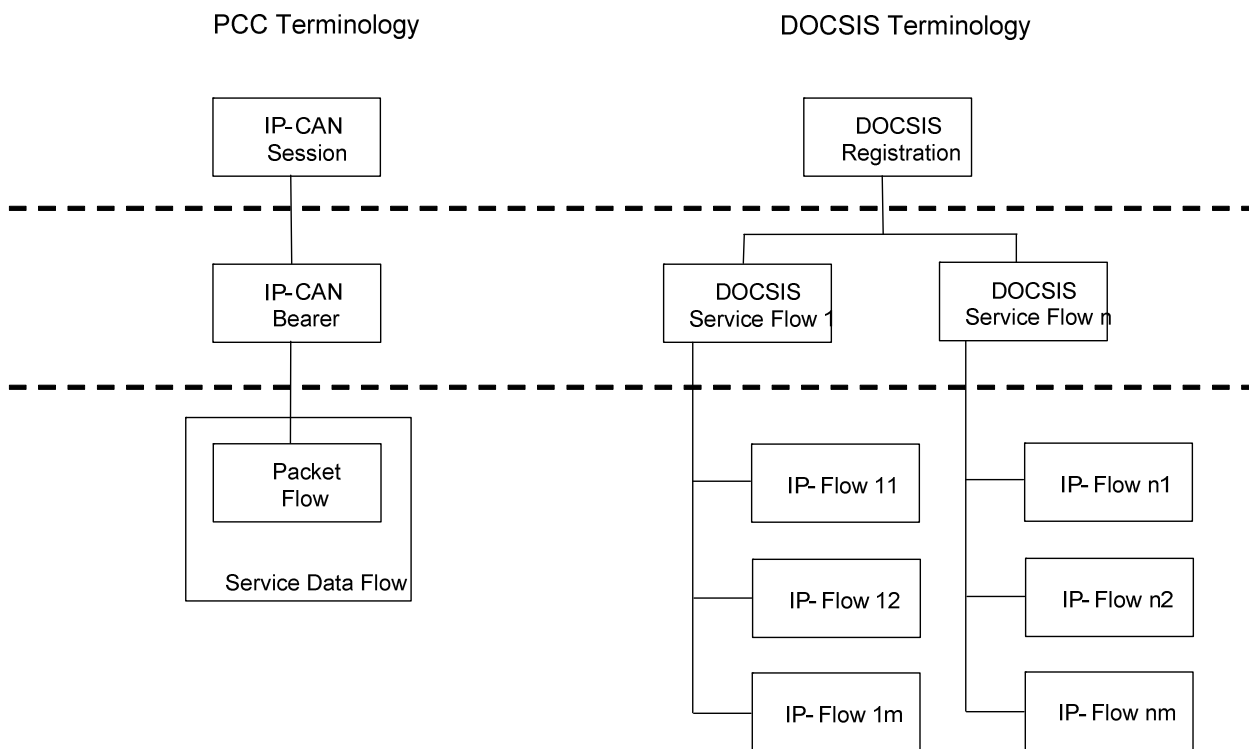 PCC Terminology
DOCSIS Terminology
IP-CAN
Session
DOCSIS
Registration
IP-CAN
Bearer
DOCSIS
Service Flow 1
DOCSIS
Service Flow n
Packet
Flow
Service Data Flow
IP- Flow 11
IP- Flow 12
IP- Flow 1m
IP- Flow n1
IP- Flow n2
IP- Flow nm